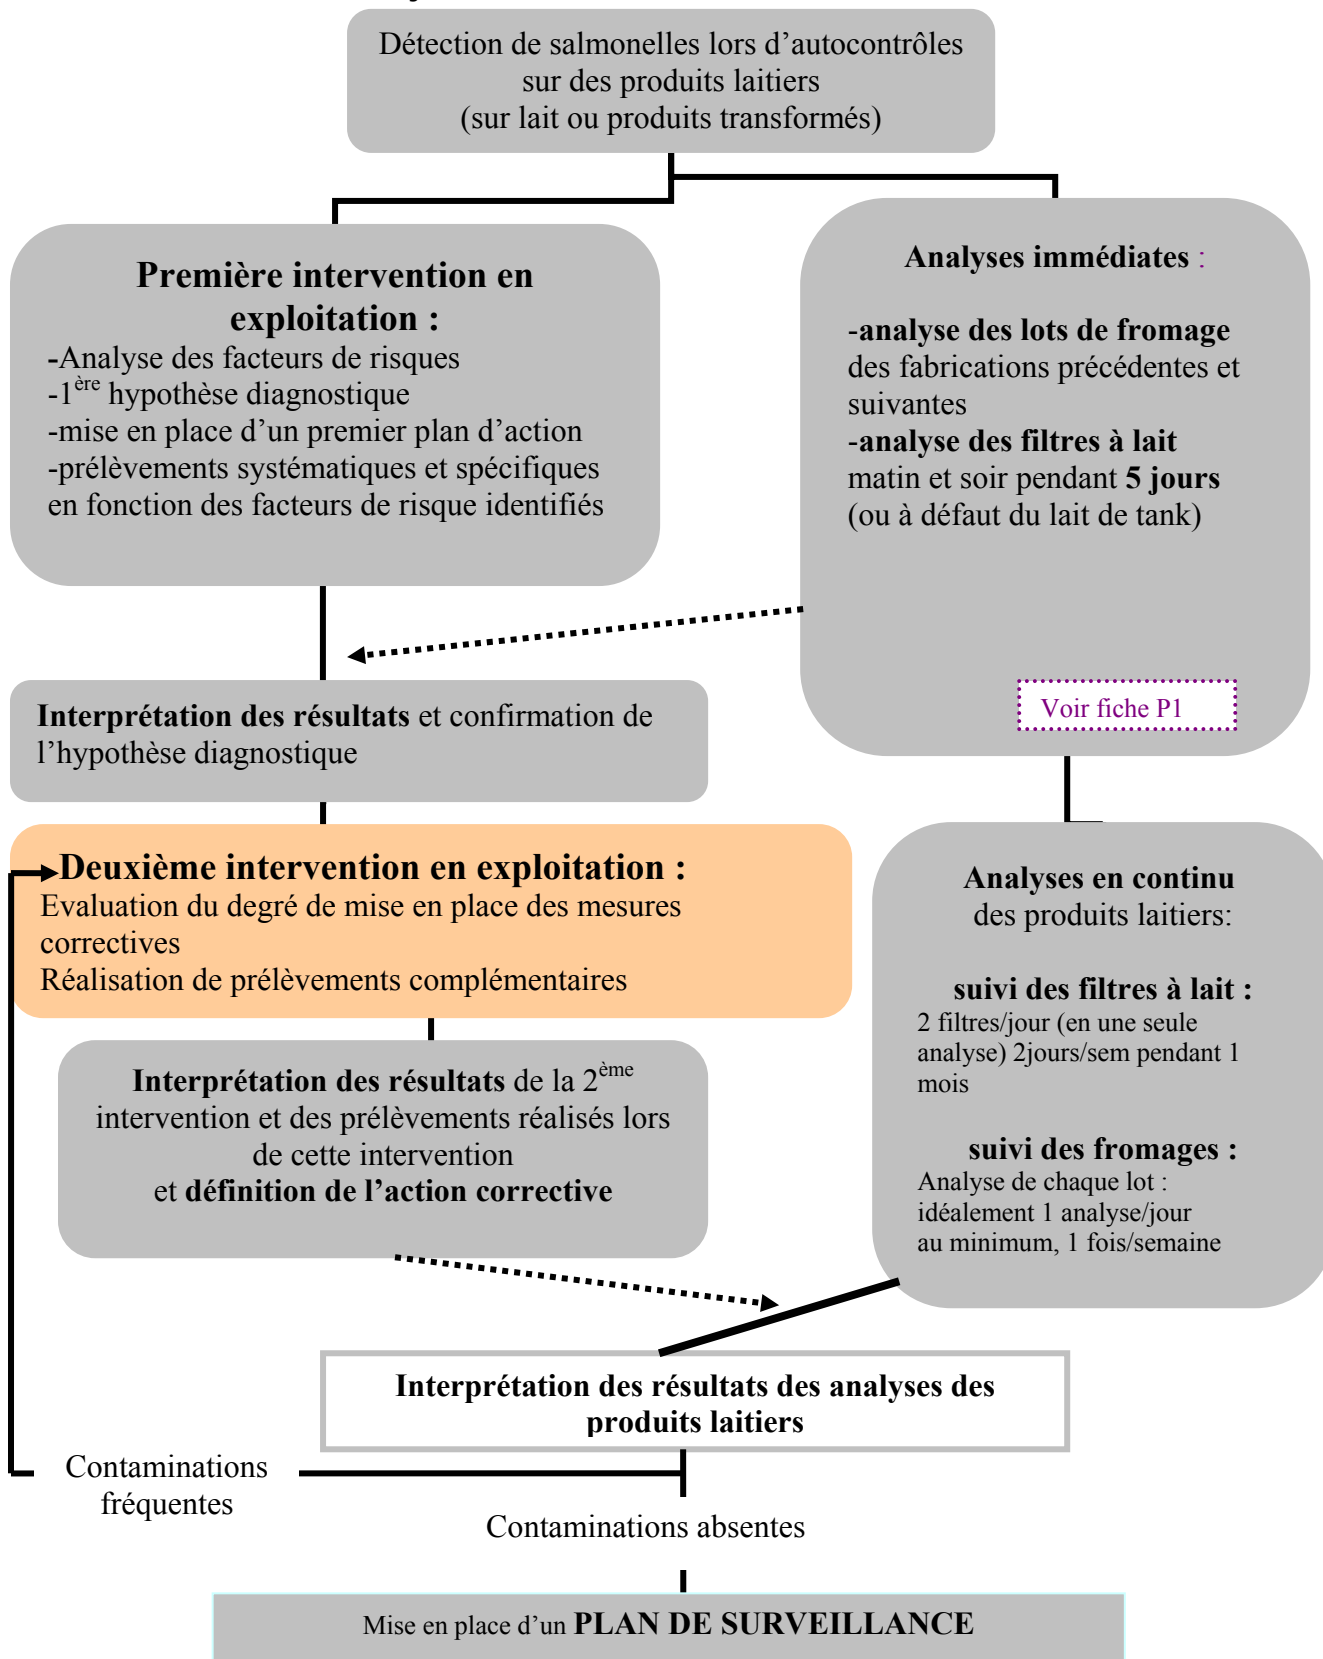 Détection de salmonelles lors d’autocontrôles
sur des produits laitiers
(sur lait ou produits transformés)
Première intervention en
exploitation :
-Analyse des facteurs de risques
-1ère hypothèse diagnostique
-mise en place d’un premier plan d’action
-prélèvements systématiques et spécifiques
en fonction des facteurs de risque identifiés
Analyses immédiates :
-analyse des lots de fromage
des fabrications précédentes et
suivantes
-analyse des filtres à lait
matin et soir pendant 5 jours
(ou à défaut du lait de tank)
Voir fiche P1
Interprétation des résultats et confirmation de
l’hypothèse diagnostique
Deuxième intervention en exploitation :
Evaluation du degré de mise en place des mesures
correctives
Réalisation de prélèvements complémentaires
Analyses en continu
des produits laitiers:
suivi des filtres à lait :
2 filtres/jour (en une seule
analyse) 2jours/sem pendant 1
mois
suivi des fromages :
Analyse de chaque lot :
idéalement 1 analyse/jour
au minimum, 1 fois/semaine
Interprétation des résultats de la 2ème
intervention et des prélèvements réalisés lors
de cette intervention
et définition de l’action corrective
Interprétation des résultats des analyses des
produits laitiers
Contaminations
fréquentes
Contaminations absentes
Mise en place d’un PLAN DE SURVEILLANCE